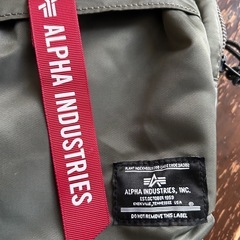 ALPHA INDUSTRIES
ALPHA INDUSTRIES, INC.
EST. OCTOBER 1959
KNOXVILLE, TENNESSEE USA
DO NOT REMOVE THIS LABEL